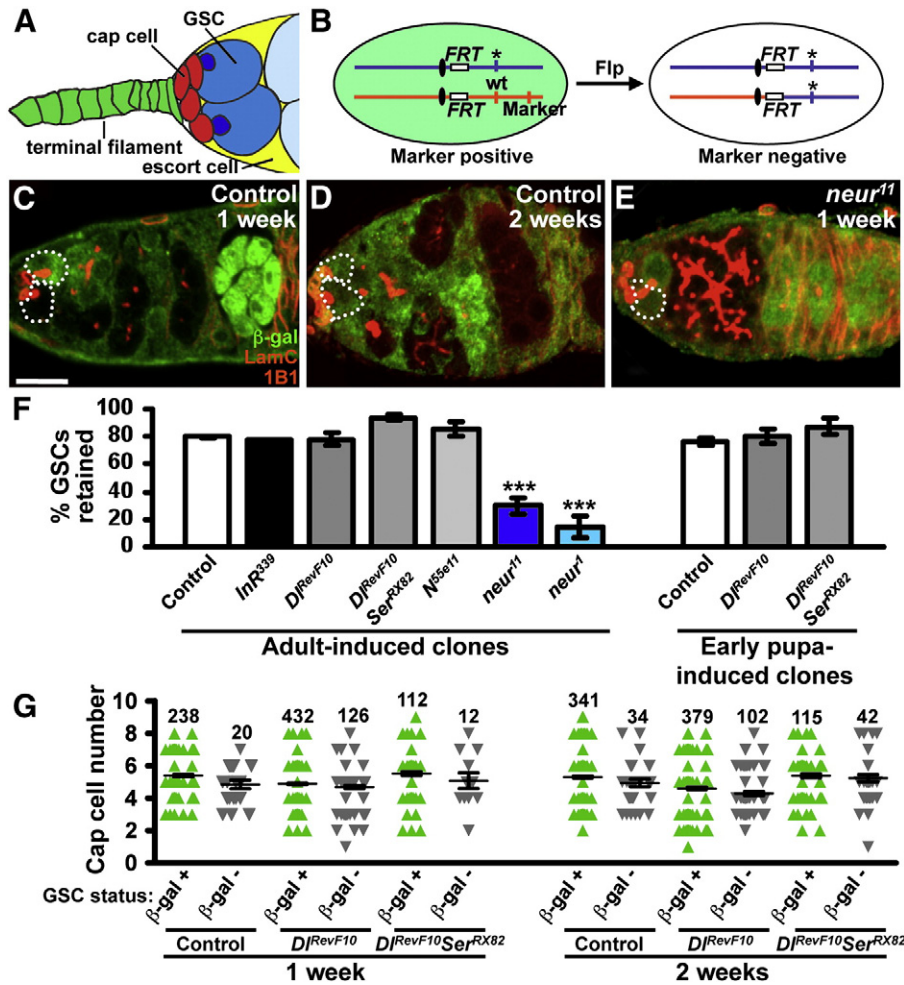 A
GSC
cap cell
terminal filament
escort cell
B
FRT
*
wt
FRT
Marker
Marker positive
Flp
FRT
*
*
FRT
Marker negative
C
Control
1 week
β-gal
LamC
1B1
D
Control
2 weeks
E
neur11
1 week
F
% GSCs
retained
100
80
60
40
20
0
***
***
Control
InR339
DlRevF10
DlRevF10
SerRX82
N55e11
neur11
neur1
Adult-induced clones
Control
DlRevF10
DlRevF10
SerRX82
Early pupa-
induced clones
G
Cap cell number
10
8
6
4
2
0
238
20
432
126
112
12
341
34
379
102
115
42
GSC status:
β-gal +
β-gal -
β-gal +
β-gal -
β-gal +
β-gal -
β-gal +
β-gal -
β-gal +
β-gal -
β-gal +
β-gal -
Control
DlRevF10
DlRevF10SerRX82
Control
DlRevF10
DlRevF10SerRX82
1 week
2 weeks